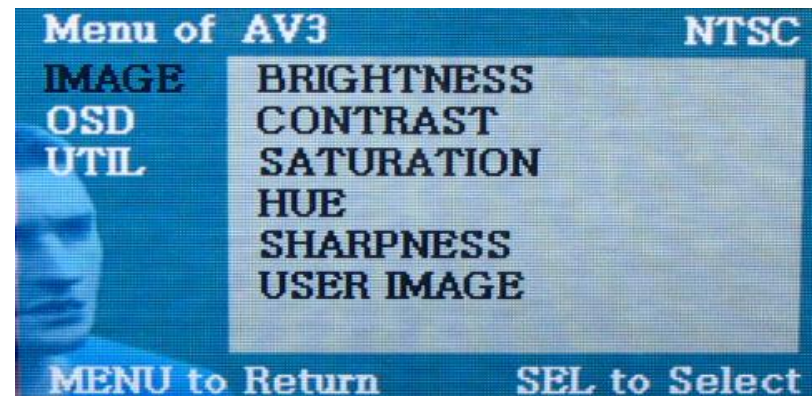 Menu of AV3 NTSC
IMAGE BRIGHTNESS
OSD CONTRAST
UTIL SATURATION
HUE
SHARPNESS
USER IMAGE
MENU to Return SEL to Select